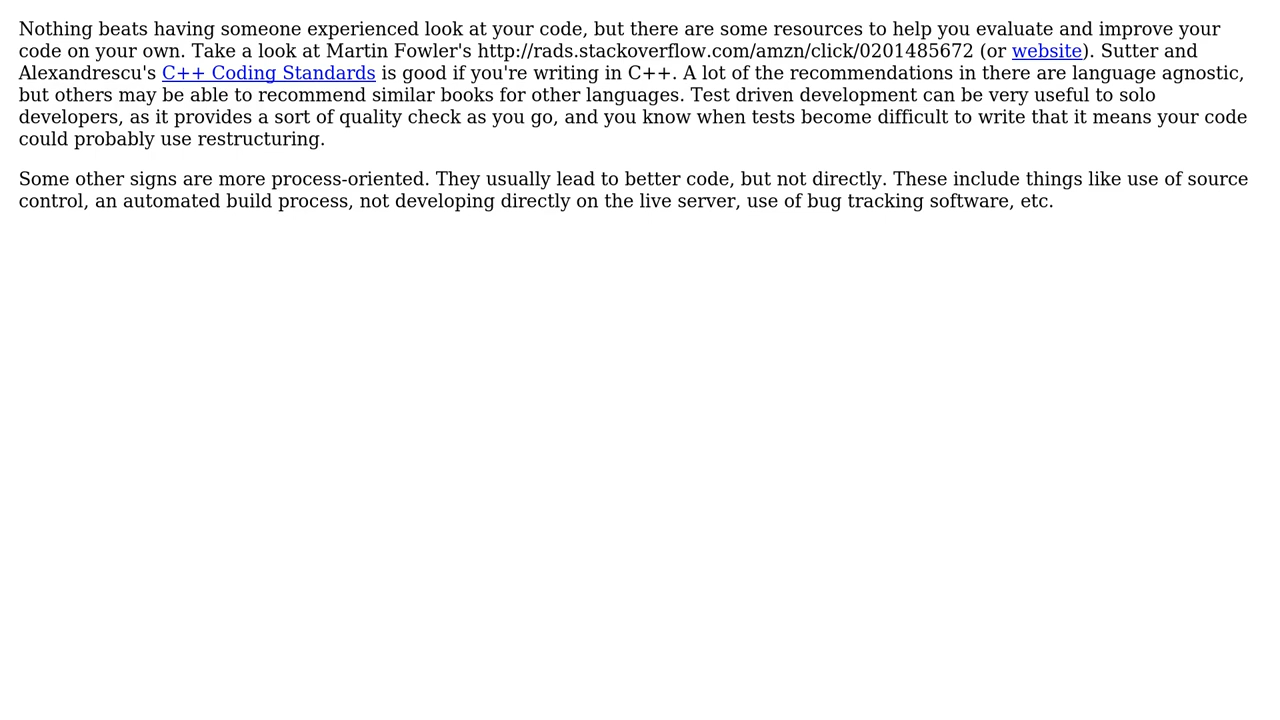 Nothing beats having someone experienced look at your code, but there are some resources to help you evaluate and improve your
code on your own. Take a look at Martin Fowler's http://rads.stackoverflow.com/amzn/click/0201485672 (or website). Sutter and
Alexandrescu's C++ Coding Standards is good if you're writing in C++. A lot of the recommendations in there are language agnostic,
but others may be able to recommend similar books for other languages. Test driven development can be very useful to solo
developers, as it provides a sort of quality check as you go, and you know when tests become difficult to write that it means your code
could probably use restructuring.
Some other signs are more process-oriented. They usually lead to better code, but not directly. These include things like use of source
control, an automated build process, not developing directly on the live server, use of bug tracking software, etc.